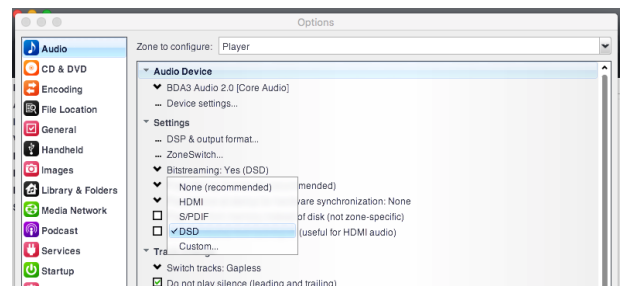 Options
Zone to configure: Player
Audio
CD & DVD
Encoding
File Location
General
Handheld
Images
Library & Folders
Media Network
Podcast
Services
Startup
Audio Device
BDA3 Audio 2.0 [Core Audio]
... Device settings...
Settings
... DSP & output format...
... ZoneSwitch...
Bitstreaming: Yes (DSD)
None (recommended)
HDMI
S/PDIF
✓DSD
Custom...
mended)
ware synchronization: None
of disk (not zone-specific)
(useful for HDMI audio)
Tra
Switch tracks: Gapless
Do not play silence (leading and trailing)